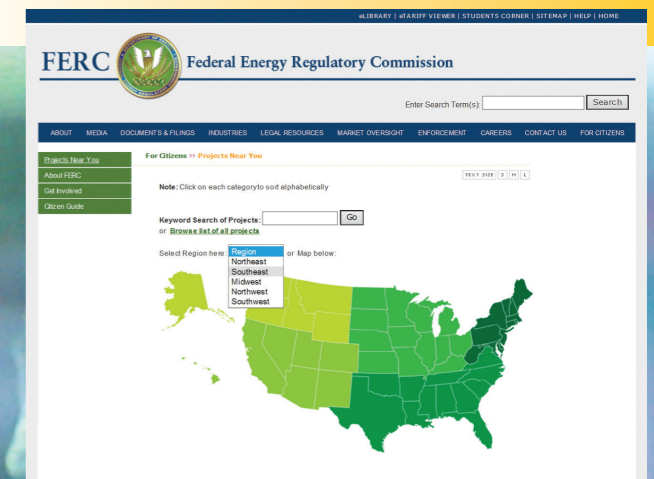 eLIBRARY | eTARIFF VIEWER | STUDENTS CORNER | SITEMAP | HELP | HOME
FERC Federal Energy Regulatory Commission
Enter Search Term(s): Search
ABOUT MEDIA DOCUMENTS & FILINGS INDUSTRIES LEGAL RESOURCES MARKET OVERSIGHT ENFORCEMENT CAREERS CONTACT US FOR CITIZENS
Projects Near You
About FERC
Get Involved
Citizen Guide
For Citizens >> Projects Near You
TEXT SIZE S M L
Note: Click on each categoryto sort alphabetically
Keyword Search of Projects: Go
or Browse list of all projects
Select Region here: Region or Map below:
Northeast
Southeast
Midwest
Northwest
Southwest